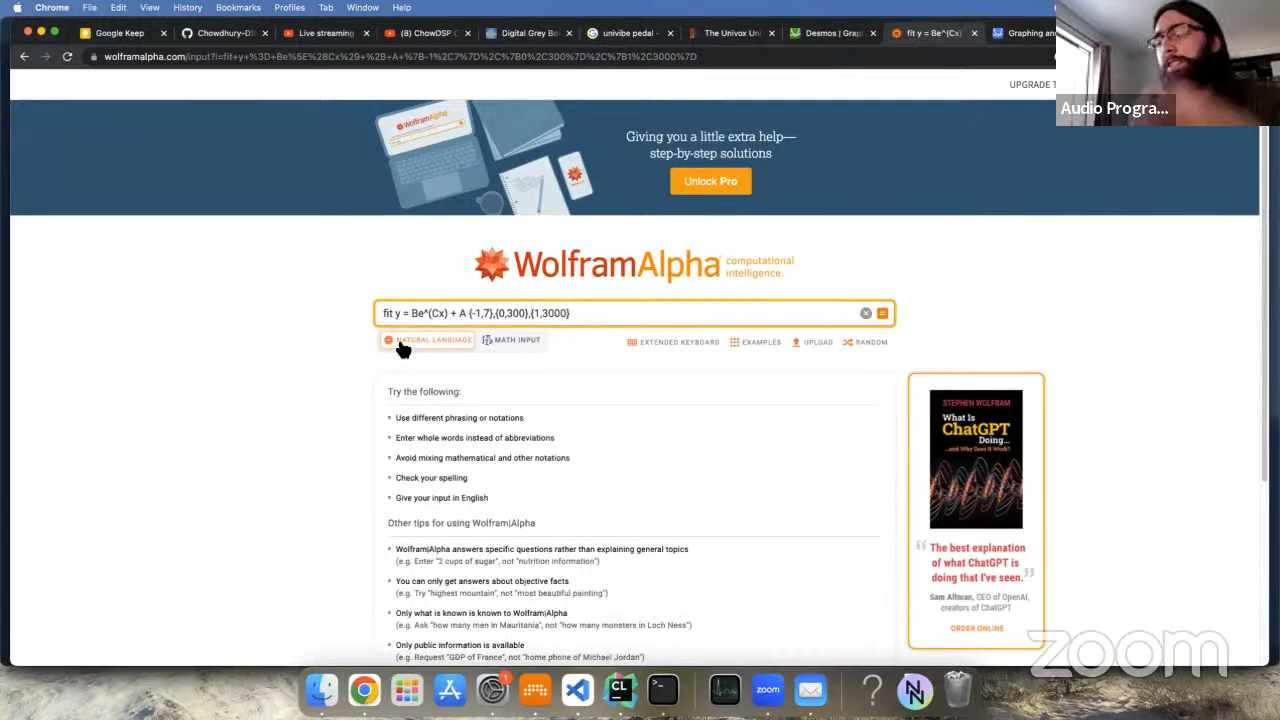 Chrome File Edit View History Bookmarks Profiles Tab Window Help
Google Keep
Chowdhury-DS
Live streaming
(8) ChowDSP C
Digital Grey Bo
univibe pedal -
The Univox Uni
Desmos | Grap
fit y = Be^(Cx)
Graphing and
wolframalpha.com/input?i=fit+y+%3D+Be%5E%28Cx%29+%2B+A+%7B-1%2C7%7D%2C%7B0%2C300%7D%2C%7B1%2C3000%7D
UPGRADE T
Audio Progra...
Giving you a little extra help—
step-by-step solutions
Unlock Pro
WolframAlpha computational intelligence.
fit y = Be^(Cx) + A {-1,7},{0,300},{1,3000}
NATURAL LANGUAGE
MATH INPUT
EXTENDED KEYBOARD
EXAMPLES
UPLOAD
RANDOM
Try the following:
Use different phrasing or notations
Enter whole words instead of abbreviations
Avoid mixing mathematical and other notations
Check your spelling
Give your input in English
Other tips for using Wolfram|Alpha
Wolfram|Alpha answers specific questions rather than explaining general topics
(e.g. Enter "2 cups of sugar", not "nutrition information")
You can only get answers about objective facts
(e.g. Try "highest mountain", not "most beautiful painting")
Only what is known is known to Wolfram|Alpha
(e.g. Ask "how many men in Mauritania", not "how many monsters in Loch Ness")
Only public information is available
(e.g. Request "GDP of France", not "home phone of Michael Jordan")
STEPHEN WOLFRAM
What Is
ChatGPT
Doing...
...and Why Does It Work?
"The best explanation
of what ChatGPT is
doing that I've seen."
Sam Altman, CEO of OpenAI,
creators of ChatGPT
ORDER ONLINE
zoom
1
CL
zoom